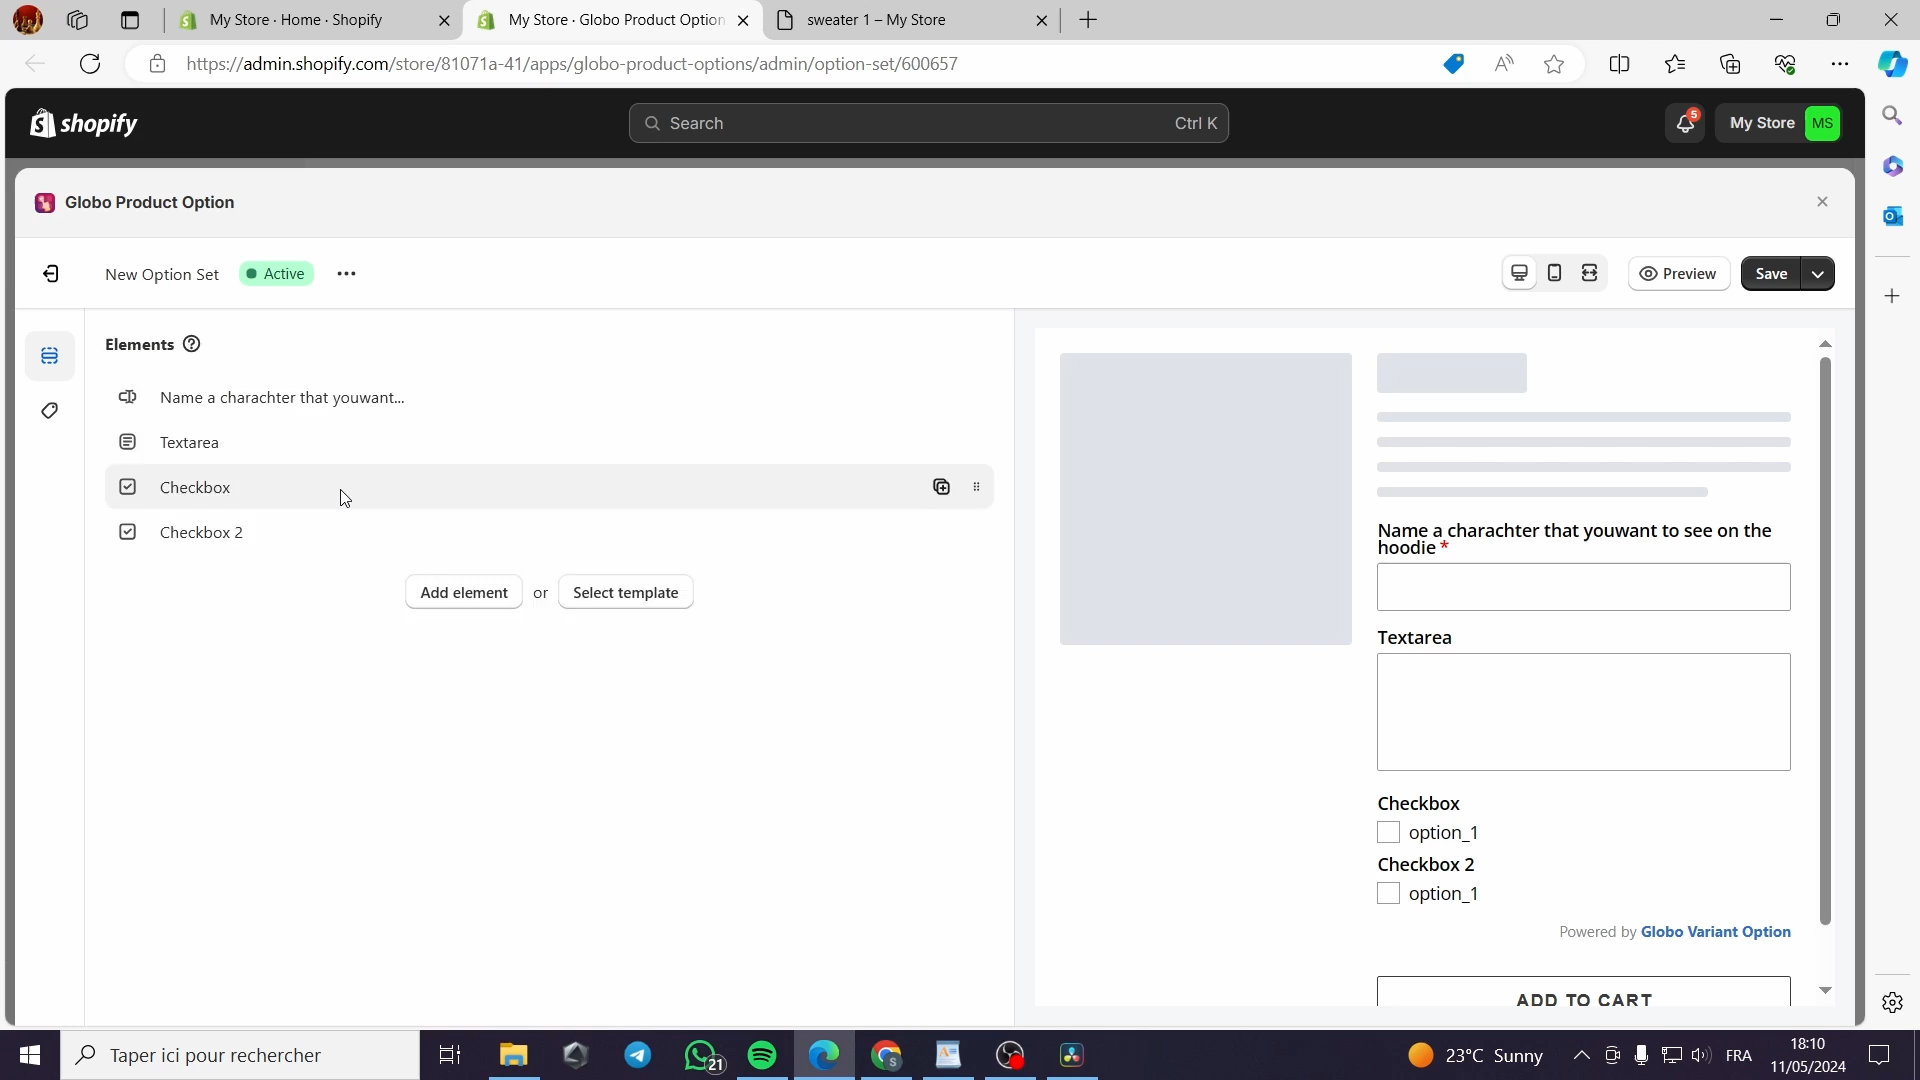 My Store · Home · Shopify
My Store · Globo Product Option
sweater 1 – My Store
https://admin.shopify.com/store/81071a-41/apps/globo-product-options/admin/option-set/600657
shopify
Search
Ctrl K
5
My Store
MS
Globo Product Option
New Option Set
Active
Preview
Save
Elements
Name a charachter that youwant...
Textarea
Checkbox
Checkbox 2
Add element
or
Select template
Name a charachter that youwant to see on the
hoodie *
Textarea
Checkbox
option_1
Checkbox 2
option_1
Powered by Globo Variant Option
ADD TO CART
Taper ici pour rechercher
21
23°C Sunny
FRA
18:10
11/05/2024